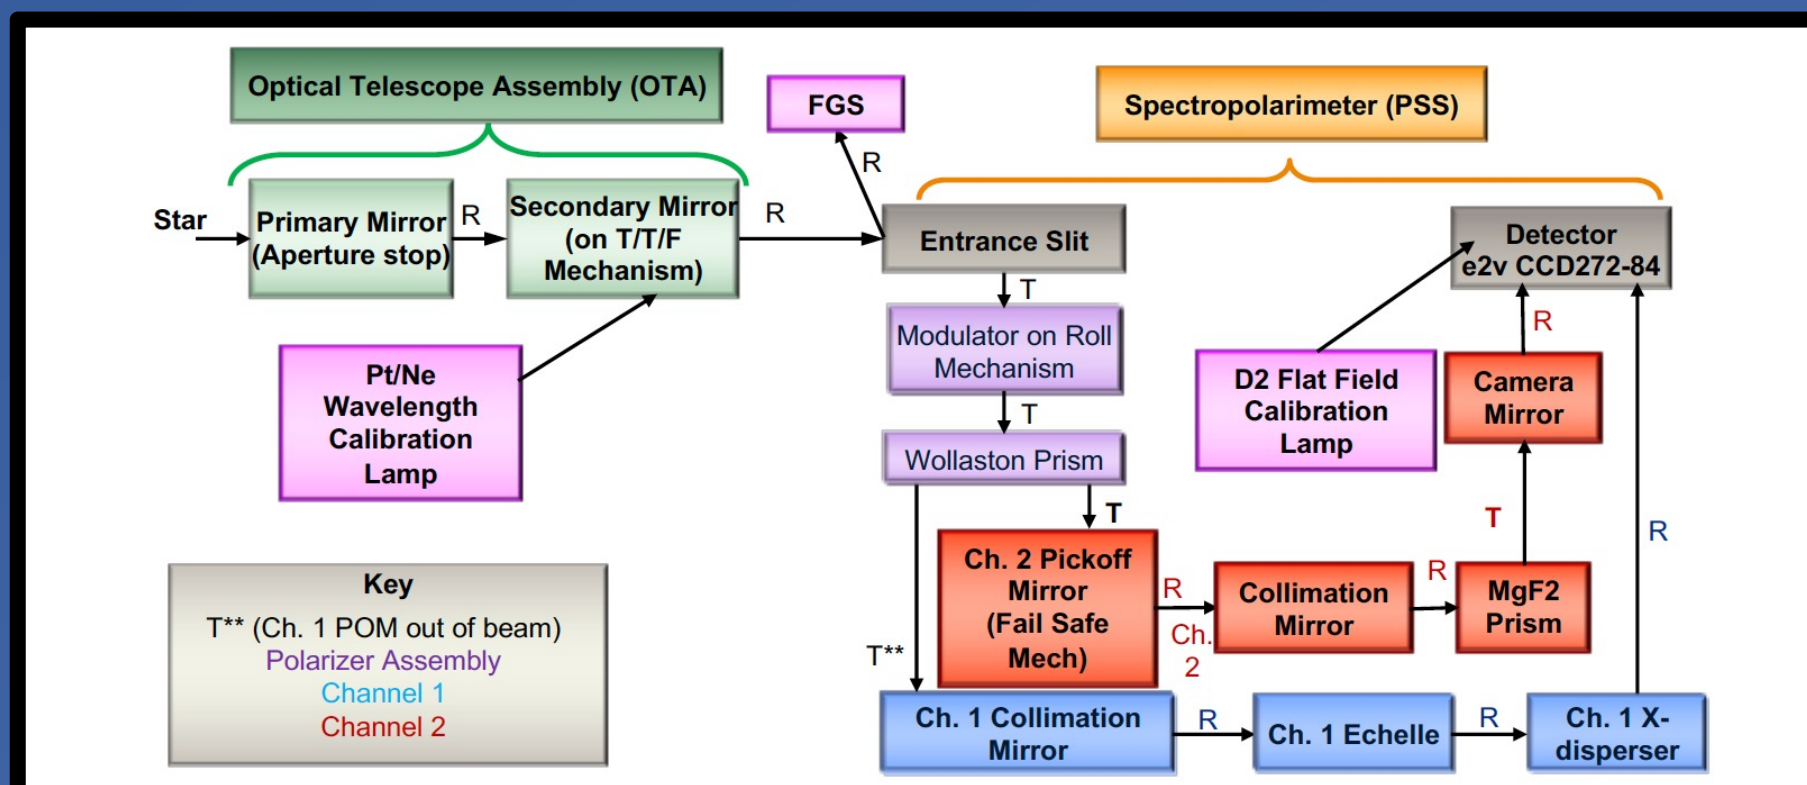 Optical Telescope Assembly (OTA)
FGS
Spectropolarimeter (PSS)
R
Star
Primary Mirror
(Aperture stop)
R
Secondary Mirror
(on T/T/F
Mechanism)
R
Entrance Slit
Detector
e2v CCD272-84
T
Modulator on Roll
Mechanism
R
Pt/Ne
Wavelength
Calibration
Lamp
D2 Flat Field
Calibration
Lamp
Camera
Mirror
T
Wollaston Prism
T
T
R
Ch. 2 Pickoff
Mirror
(Fail Safe
Mech)
R
Ch.
2
Collimation
Mirror
R
MgF2
Prism
Key
T** (Ch. 1 POM out of beam)
Polarizer Assembly
Channel 1
Channel 2
T**
Ch. 1 Collimation
Mirror
R
Ch. 1 Echelle
R
Ch. 1 X-
disperser